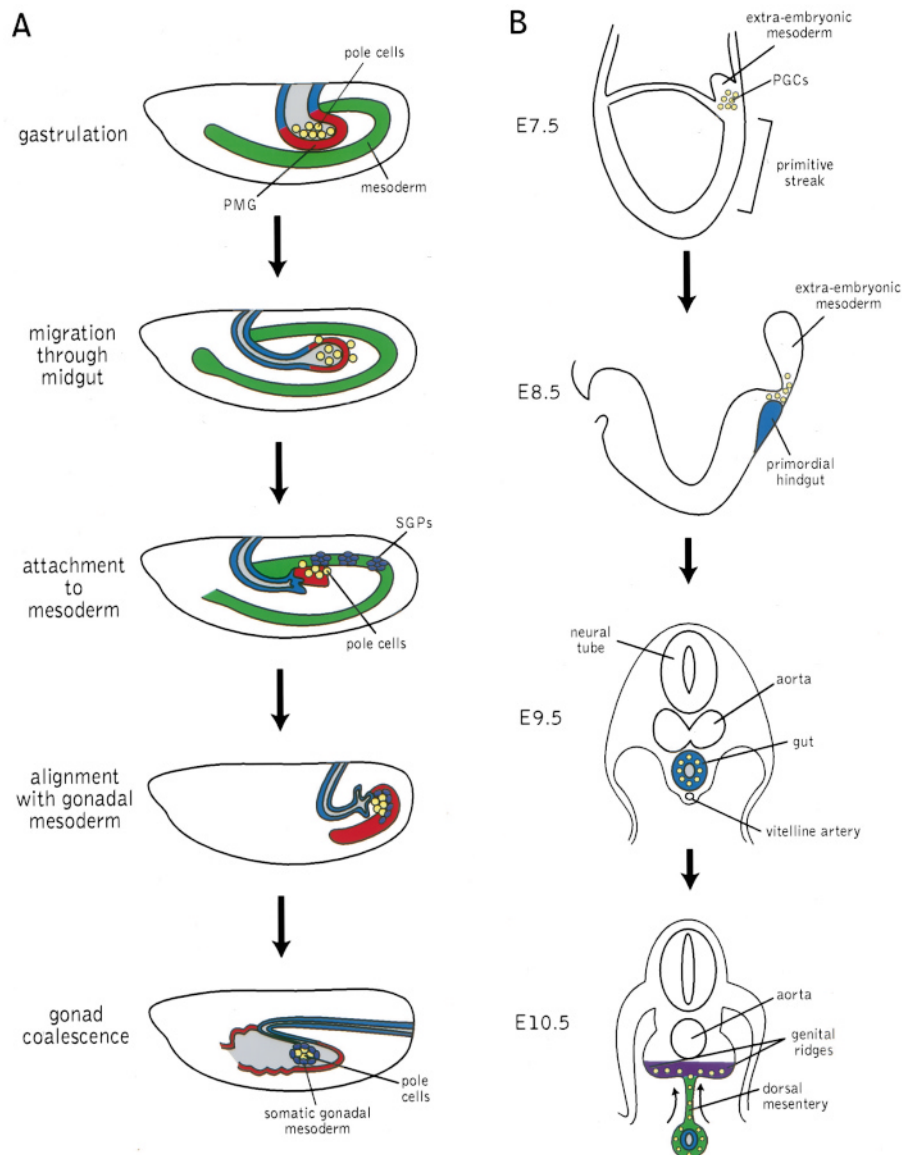 A
pole cells
gastrulation
PMG
mesoderm
migration
through
midgut
SGPs
attachment
to
mesoderm
pole cells
alignment
with gonadal
mesoderm
gonad
coalescence
pole
cells
somatic gonadal
mesoderm
B
extra-embryonic
mesoderm
PGCs
E7.5
primitive
streak
extra-embryonic
mesoderm
E8.5
primordial
hindgut
neural
tube
aorta
E9.5
gut
vitelline artery
aorta
E10.5
genital
ridges
dorsal
mesentery